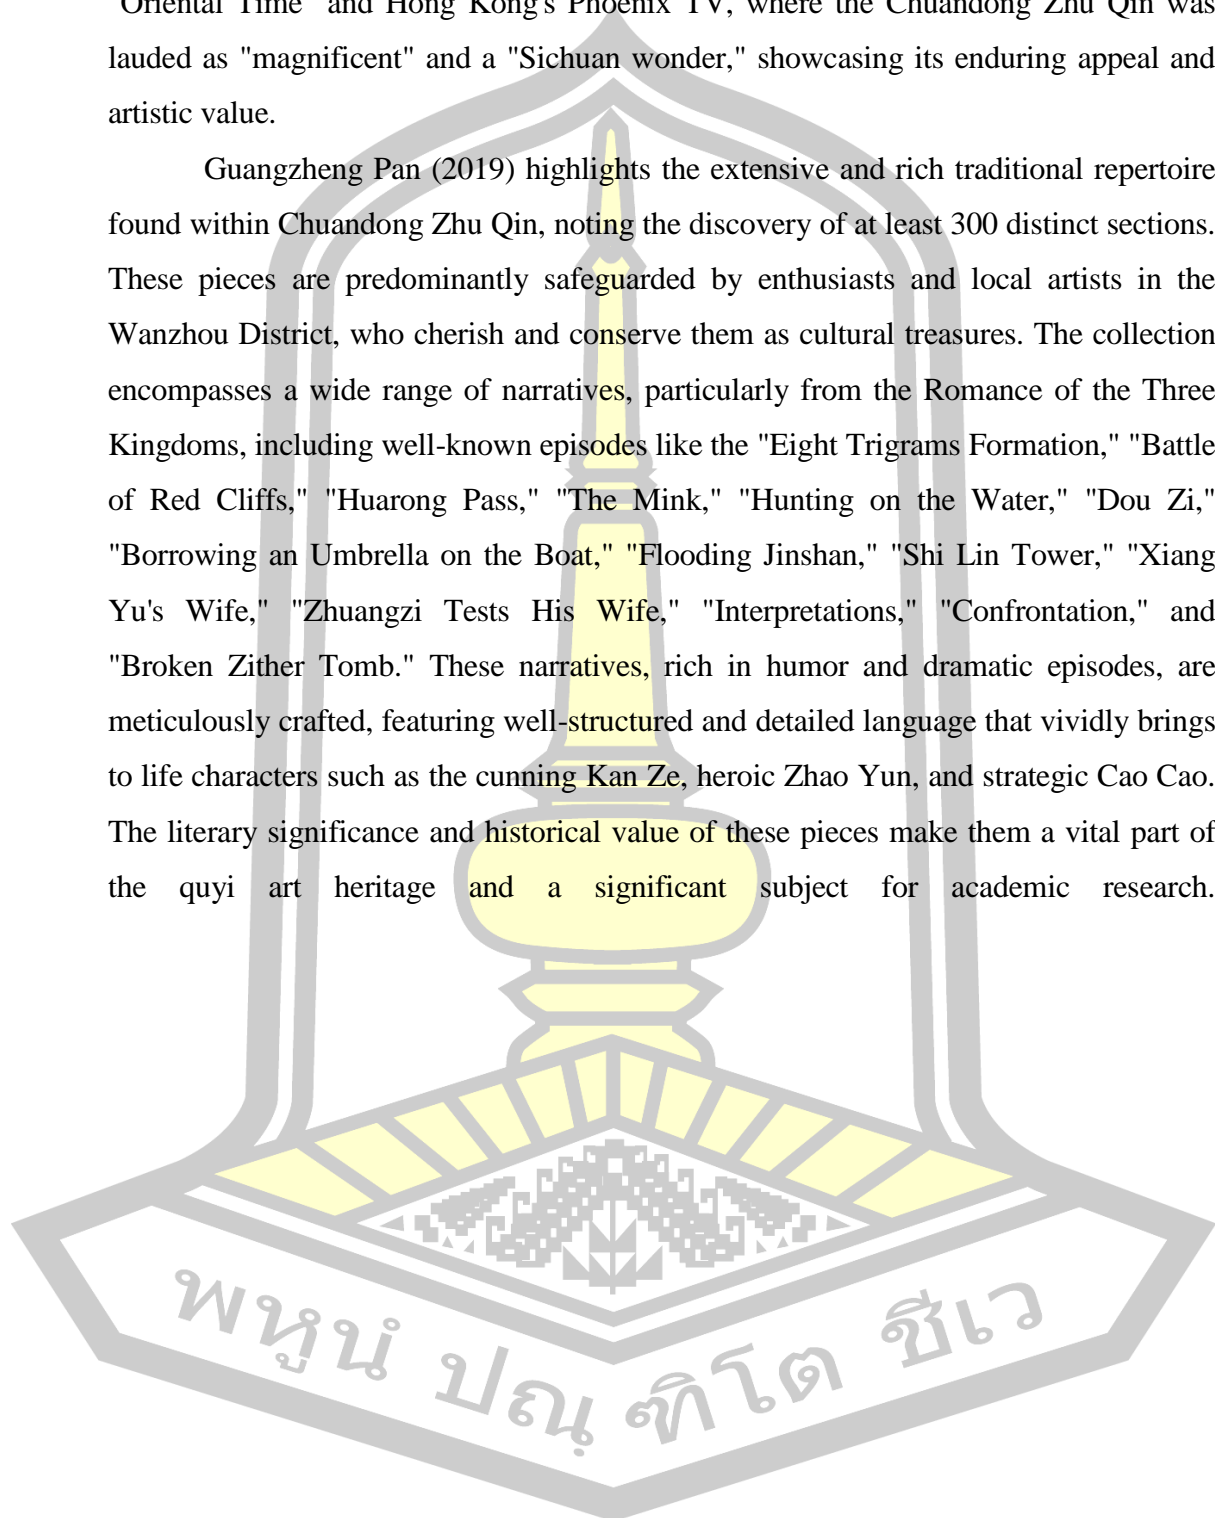 "Oriental Time" and Hong Kong's Phoenix TV, where the Chuandong Zhu Qin was
lauded as "magnificent" and a "Sichuan wonder," showcasing its enduring appeal and
artistic value.
Guangzheng Pan (2019) highlights the extensive and rich traditional repertoire
found within Chuandong Zhu Qin, noting the discovery of at least 300 distinct sections.
These pieces are predominantly safeguarded by enthusiasts and local artists in the
Wanzhou District, who cherish and conserve them as cultural treasures. The collection
encompasses a wide range of narratives, particularly from the Romance of the Three
Kingdoms, including well-known episodes like the "Eight Trigrams Formation," "Battle
of Red Cliffs," "Huarong Pass," "The Mink," "Hunting on the Water," "Dou Zi,"
"Borrowing an Umbrella on the Boat," "Flooding Jinshan," "Shi Lin Tower," "Xiang
Yu's Wife," "Zhuangzi Tests His Wife," "Interpretations," "Confrontation," and
"Broken Zither Tomb." These narratives, rich in humor and dramatic episodes, are
meticulously crafted, featuring well-structured and detailed language that vividly brings
to life characters such as the cunning Kan Ze, heroic Zhao Yun, and strategic Cao Cao.
The literary significance and historical value of these pieces make them a vital part of
the quyi art heritage and a significant subject for academic research.
พหูนํ ปณฺฑิโต ชีเว